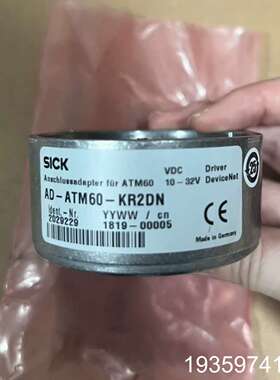 SICK
Anschlussadapter für ATM60
VDC
10-32V
Driver
DeviceNet
AD-ATM60-KR2DN
Ident.-Nr.
2029229
YYWW / cn
1819-00005
CE
Made in Germany
19359741